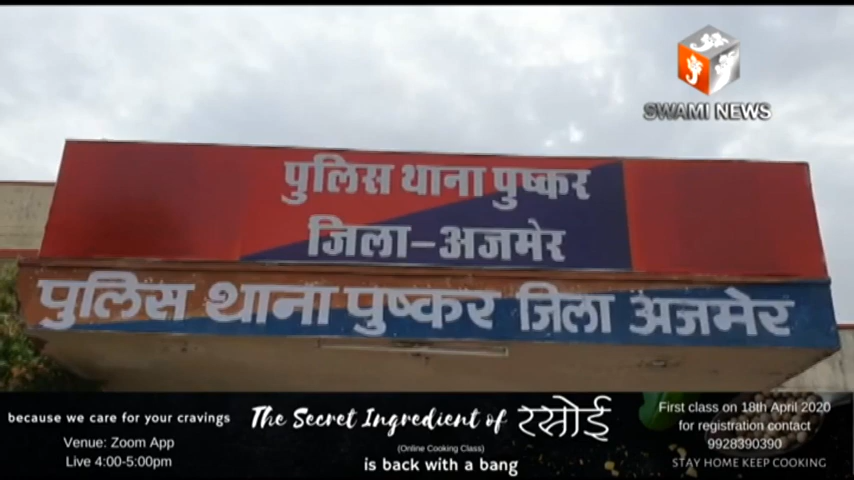 SWAMI NEWS
पुलिस थाना पुष्कर
जिला-अजमेर
पुलिस थाना पुष्कर जिला अजमेर
because we care for your cravings
Venue: Zoom App
Live 4:00-5:00pm
The Secret Ingredient of रसोई
(Online Cooking Class)
is back with a bang
First class on 18th April 2020
for registration contact
9928390390
STAY HOME KEEP COOKING